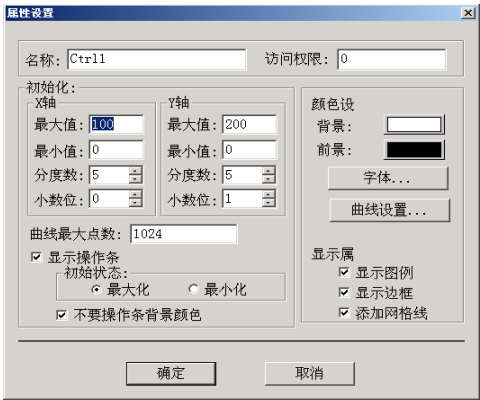 属性设置
名称: Ctrl1
访问权限: 0
初始化:
X轴
最大值: 100
最小值: 0
分度数: 5
小数位: 0
Y轴
最大值: 200
最小值: 0
分度数: 5
小数位: 1
曲线最大点数: 1024
显示操作条
初始状态:
最大化
最小化
不要操作条背景颜色
颜色设
背景:
前景:
字体...
曲线设置...
显示属
显示图例
显示边框
添加网格线
确定
取消